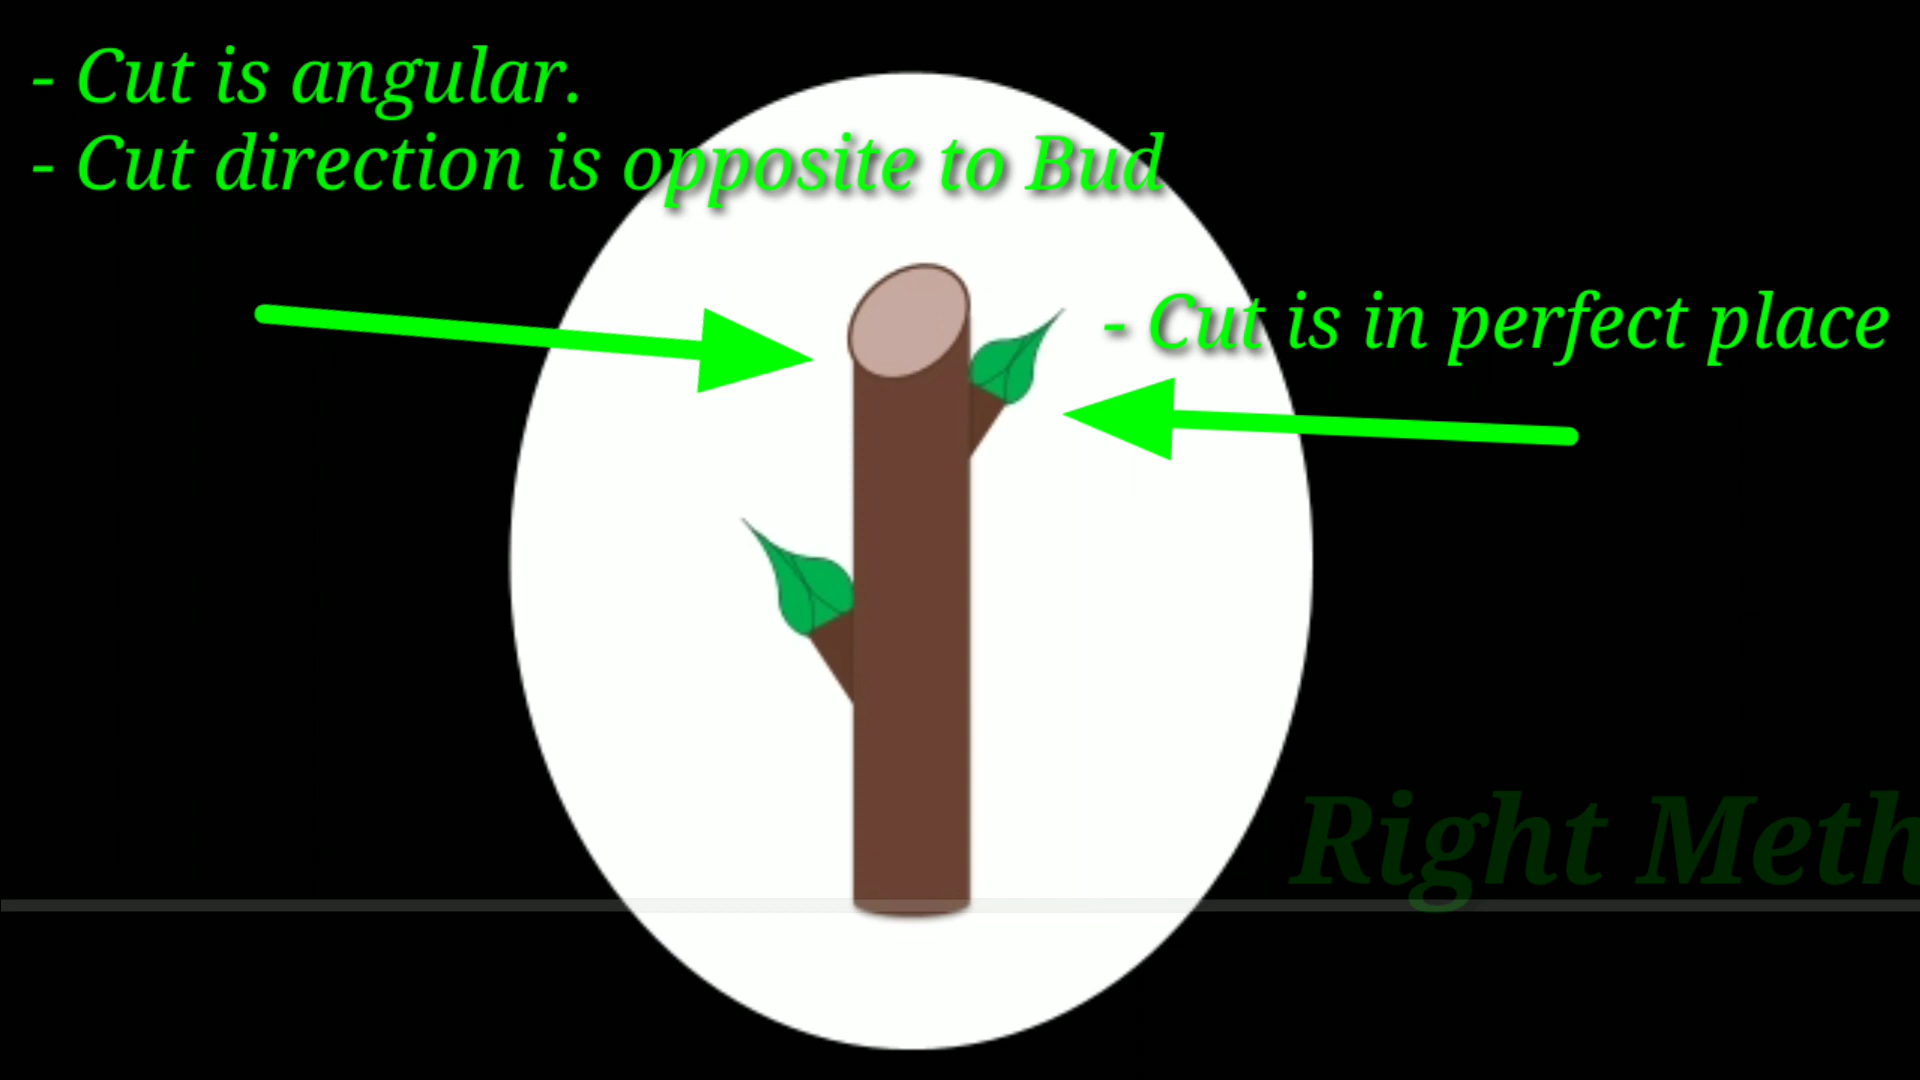 - Cut is angular.
- Cut direction is opposite to Bud
- Cut is in perfect place
Right Meth